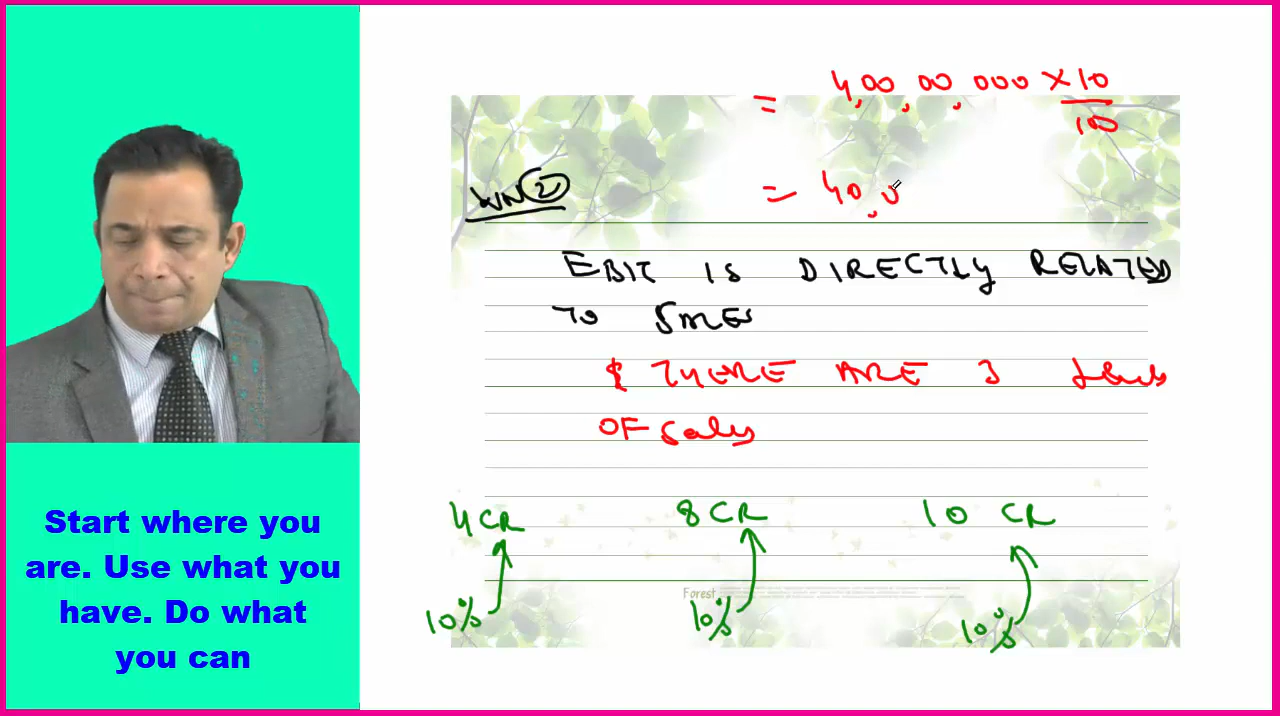 = 4,00,00,000 × 10
100
WN ②
= 40,0
EBIT IS DIRECTLY RELATED
TO SALES
& THERE ARE 3 levels
OF Sales
4 CR 8 CR 10 CR
10% 10% 10%
Forest
Start where you
are. Use what you
have. Do what
you can